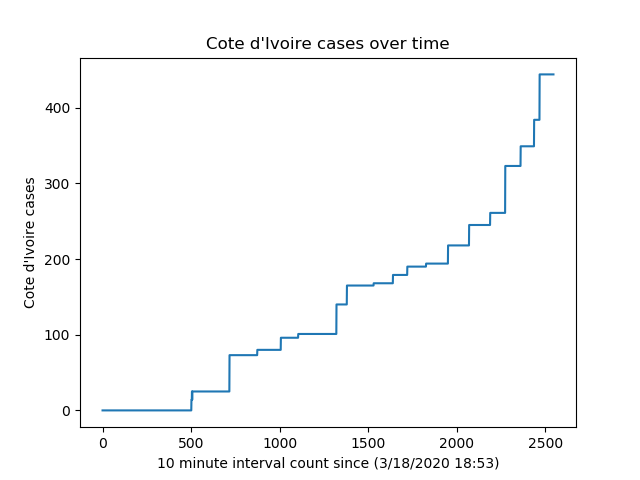 Cote d'Ivoire cases over time
Cote d'Ivoire cases
400
300
200
100
0
0 500 1000 1500 2000 2500
10 minute interval count since (3/18/2020 18:53)